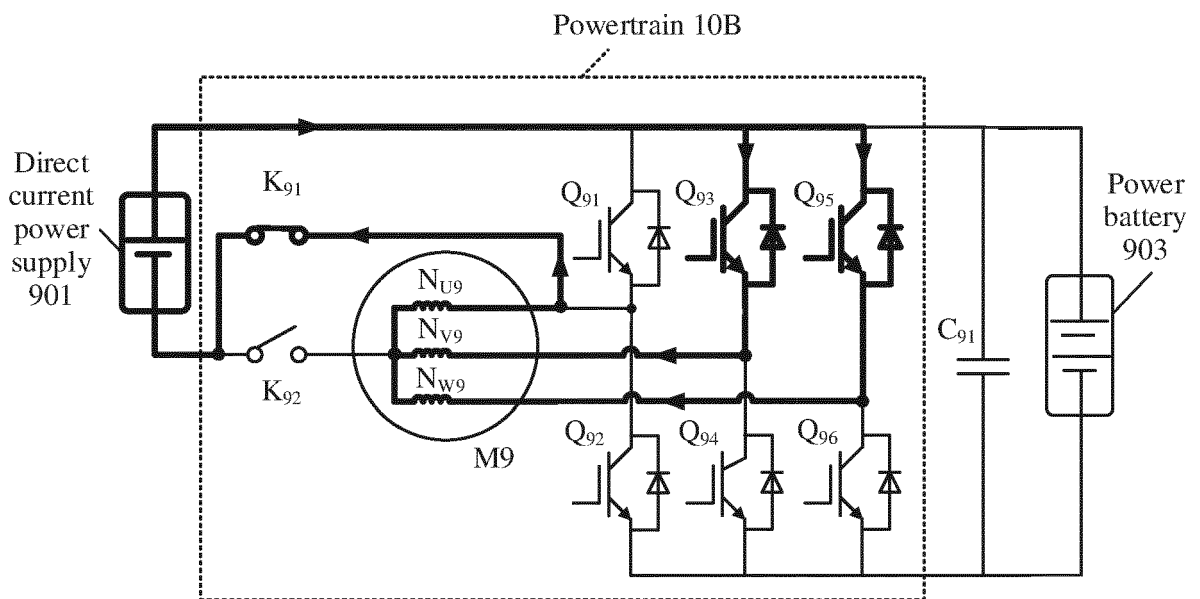 Powertrain 10B
Direct
current
power
supply
901
K91
K92
NU9
NV9
NW9
M9
Q91
Q93
Q95
Q92
Q94
Q96
C91
Power
battery
903